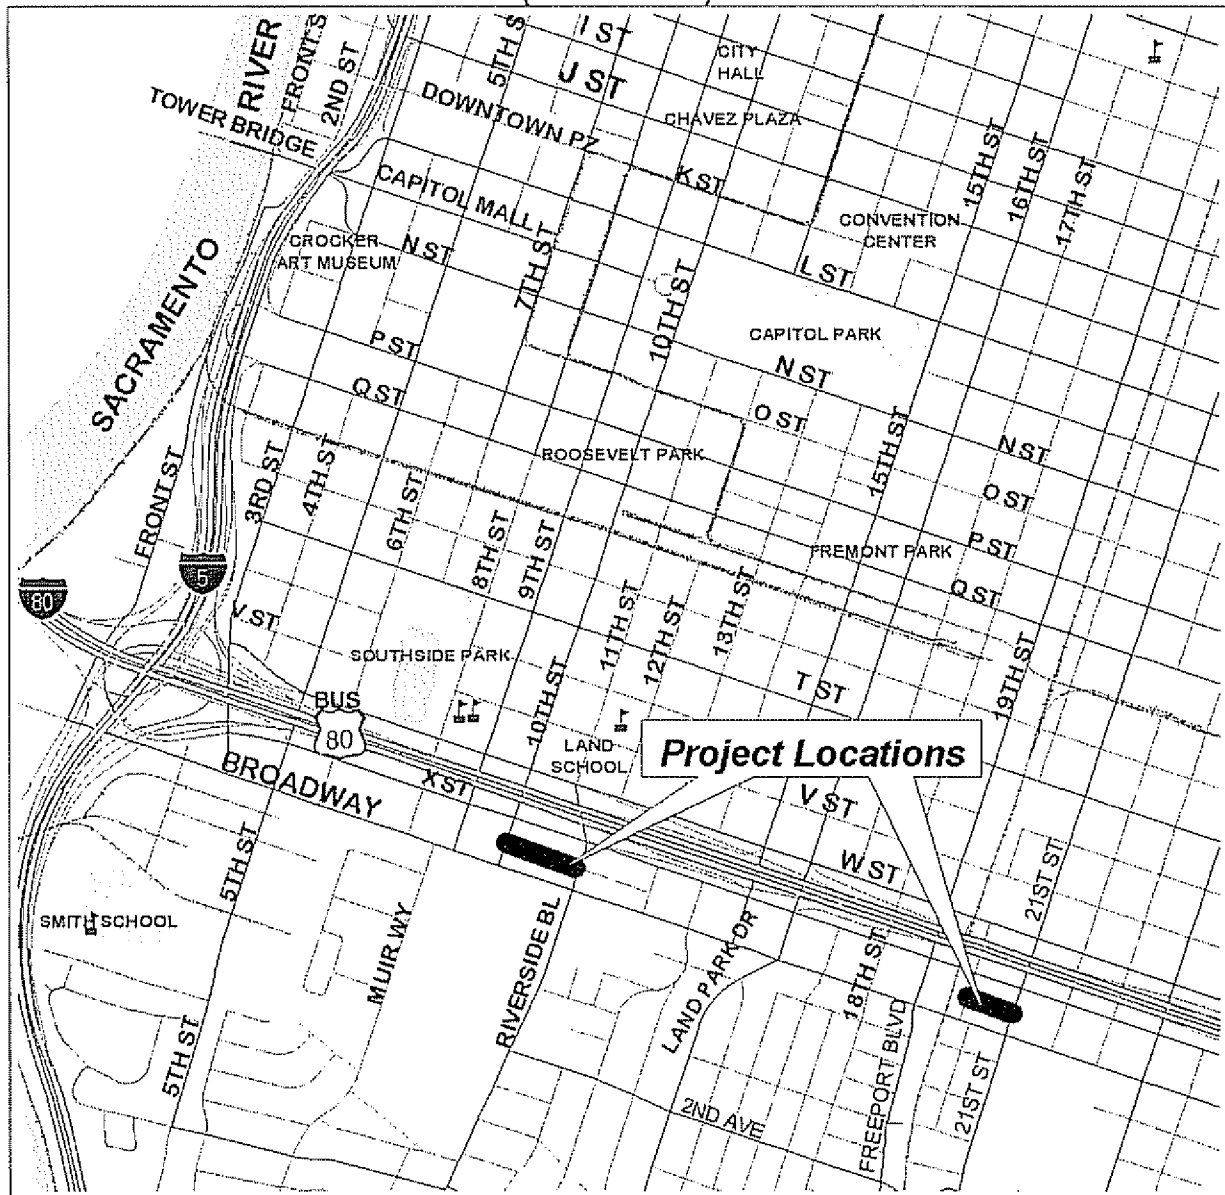 I ST
J ST
5TH S
CITY
HALL
RIVER
FRONT S
2ND ST
TOWER BRIDGE
DOWNTOWN PZ
CHAVEZ PLAZA
K ST
15TH ST
16TH ST
17TH ST
CAPITOL MALL
CONVENTION
CENTER
CROCKER
ART MUSEUM
N ST
7TH ST
10TH ST
L ST
SACRAMENTO
P ST
CAPITOL PARK
N ST
Q ST
O ST
15TH ST
N ST
ROOSEVELT PARK
FRONT ST
3RD ST
4TH ST
6TH ST
O ST
8TH ST
9TH ST
FREMONT PARK
P ST
Q ST
5
80
V ST
11TH ST
12TH ST
13TH ST
SOUTHSIDE PARK
10TH ST
T ST
19TH ST
BUS
80
LAND
SCHOOL
Project Locations
BROADWAY
X ST
V ST
W ST
5TH ST
21ST ST
SMITH SCHOOL
MUIR WY
RIVERSIDE BL
LAND PARK DR
18TH ST
FREEPORT BLVD
5TH ST
2ND AVE
21ST ST